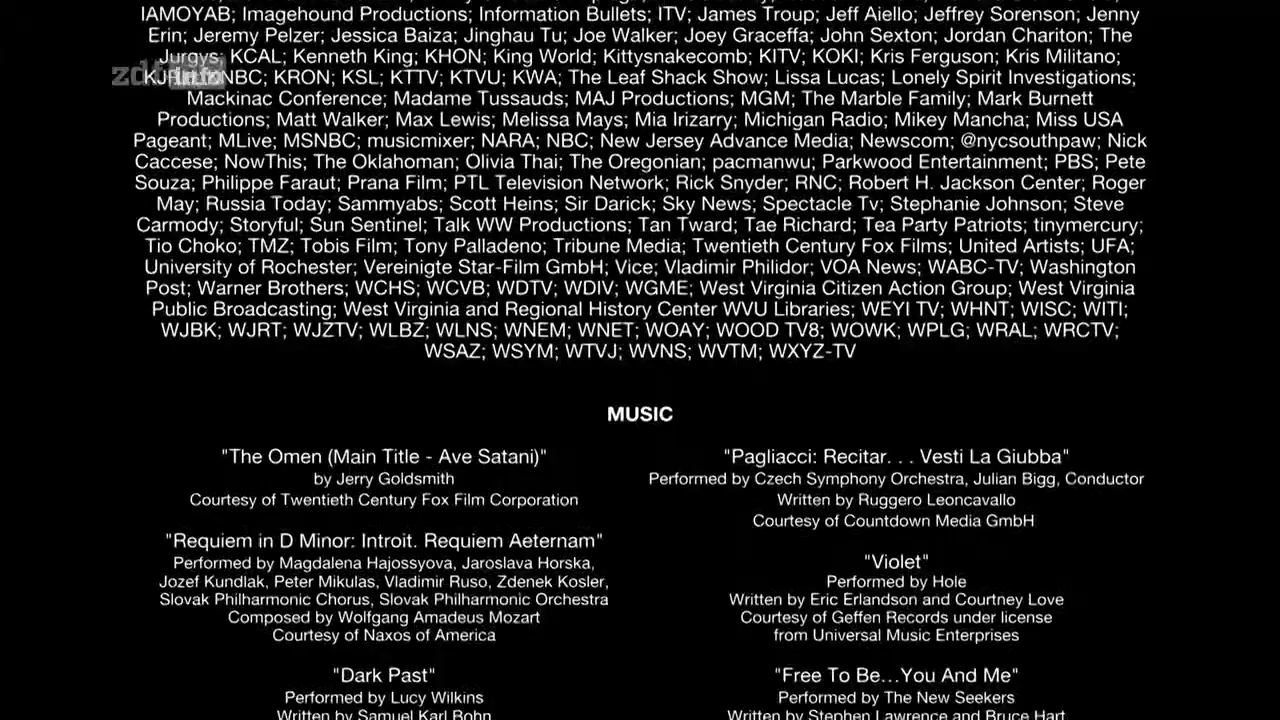 IAMOYAB; Imagehound Productions; Information Bullets; ITV; James Troup; Jeff Aiello; Jeffrey Sorenson; Jenny
Erin; Jeremy Pelzer; Jessica Baiza; Jinghau Tu; Joe Walker; Joey Graceffa; John Sexton; Jordan Chariton; The
Jurgys; KCAL; Kenneth King; KHON; King World; Kittysnakecomb; KITV; KOKI; Kris Ferguson; Kris Militano;
zdf info
KNBC; KRON; KSL; KTTV; KTVU; KWA; The Leaf Shack Show; Lissa Lucas; Lonely Spirit Investigations;
Mackinac Conference; Madame Tussauds; MAJ Productions; MGM; The Marble Family; Mark Burnett
Productions; Matt Walker; Max Lewis; Melissa Mays; Mia Irizarry; Michigan Radio; Mikey Mancha; Miss USA
Pageant; MLive; MSNBC; musicmixer; NARA; NBC; New Jersey Advance Media; Newscom; @nycsouthpaw; Nick
Caccese; NowThis; The Oklahoman; Olivia Thai; The Oregonian; pacmanwu; Parkwood Entertainment; PBS; Pete
Souza; Philippe Faraut; Prana Film; PTL Television Network; Rick Snyder; RNC; Robert H. Jackson Center; Roger
May; Russia Today; Sammyabs; Scott Heins; Sir Darick; Sky News; Spectacle Tv; Stephanie Johnson; Steve
Carmody; Storyful; Sun Sentinel; Talk WW Productions; Tan Tward; Tae Richard; Tea Party Patriots; tinymercury;
Tio Choko; TMZ; Tobis Film; Tony Palladeno; Tribune Media; Twentieth Century Fox Films; United Artists; UFA;
University of Rochester; Vereinigte Star-Film GmbH; Vice; Vladimir Philidor; VOA News; WABC-TV; Washington
Post; Warner Brothers; WCHS; WCVB; WDTV; WDIV; WGME; West Virginia Citizen Action Group; West Virginia
Public Broadcasting; West Virginia and Regional History Center WVU Libraries; WEYI TV; WHNT; WISC; WITI;
WJBK; WJRT; WJZTV; WLBZ; WLNS; WNEM; WNET; WOAY; WOOD TV8; WOWK; WPLG; WRAL; WRCTV;
WSAZ; WSYM; WTVJ; WVNS; WVTM; WXYZ-TV
MUSIC
"The Omen (Main Title - Ave Satani)"
by Jerry Goldsmith
Courtesy of Twentieth Century Fox Film Corporation
"Requiem in D Minor: Introit. Requiem Aeternam"
Performed by Magdalena Hajossyova, Jaroslava Horska,
Jozef Kundlak, Peter Mikulas, Vladimir Ruso, Zdenek Kosler,
Slovak Philharmonic Chorus, Slovak Philharmonic Orchestra
Composed by Wolfgang Amadeus Mozart
Courtesy of Naxos of America
"Dark Past"
Performed by Lucy Wilkins
Written by Samuel Karl Bohn
"Pagliacci: Recitar. . . Vesti La Giubba"
Performed by Czech Symphony Orchestra, Julian Bigg, Conductor
Written by Ruggero Leoncavallo
Courtesy of Countdown Media GmbH
"Violet"
Performed by Hole
Written by Eric Erlandson and Courtney Love
Courtesy of Geffen Records under license
from Universal Music Enterprises
"Free To Be...You And Me"
Performed by The New Seekers
Written by Stephen Lawrence and Bruce Hart